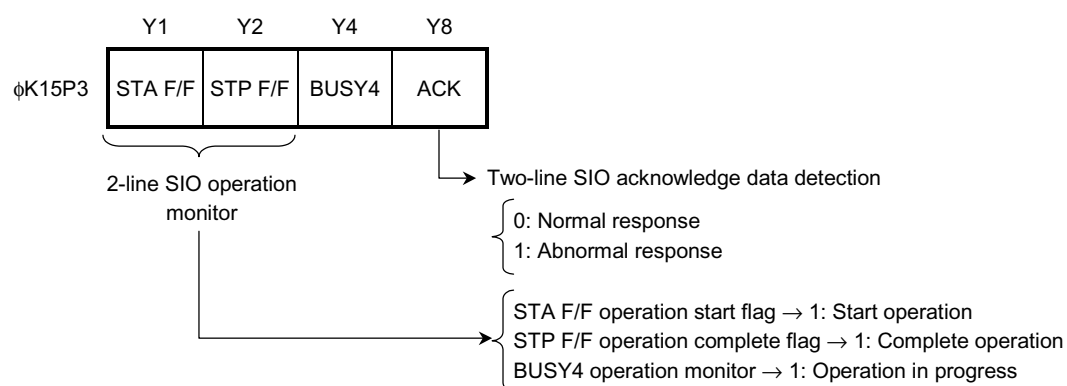 Y1 Y2 Y4 Y8
ϕK15P3 STA F/F STP F/F BUSY4 ACK
2-line SIO operation
monitor
Two-line SIO acknowledge data detection
0: Normal response
1: Abnormal response
STA F/F operation start flag → 1: Start operation
STP F/F operation complete flag → 1: Complete operation
BUSY4 operation monitor → 1: Operation in progress